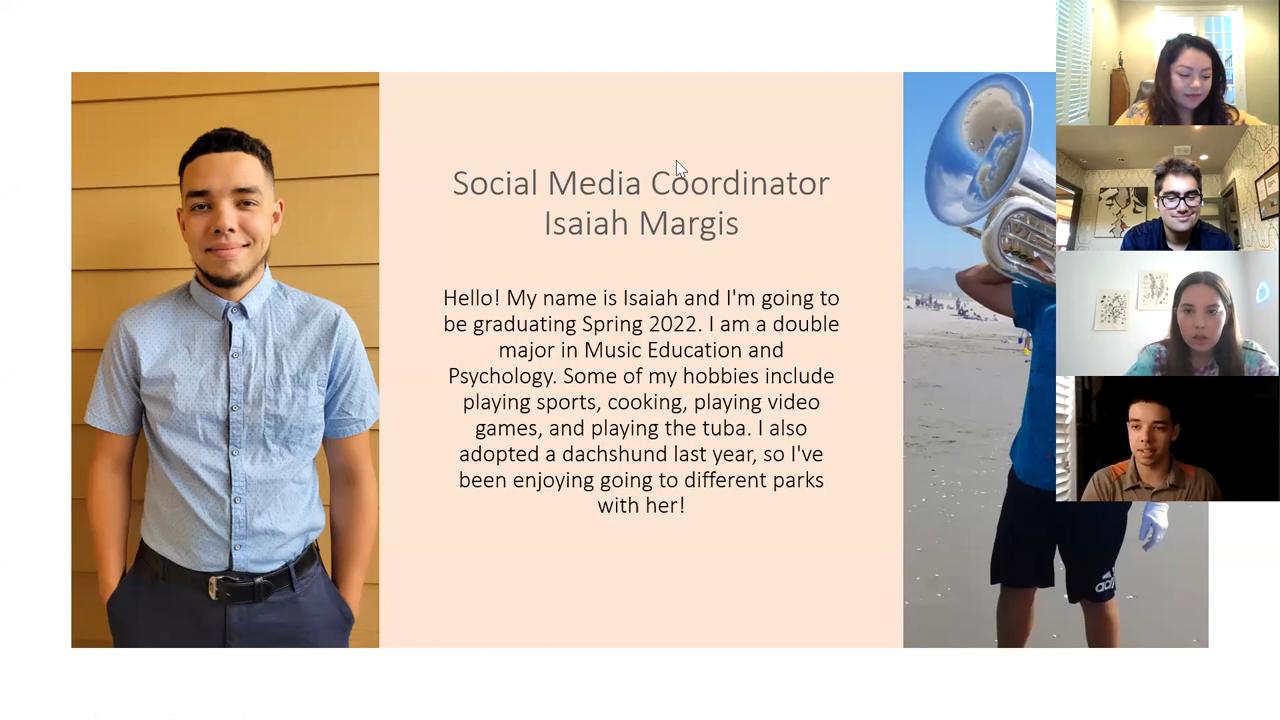 Social Media Coordinator
Isaiah Margis
Hello! My name is Isaiah and I'm going to
be graduating Spring 2022. I am a double
major in Music Education and
Psychology. Some of my hobbies include
playing sports, cooking, playing video
games, and playing the tuba. I also
adopted a dachshund last year, so I've
been enjoying going to different parks
with her!